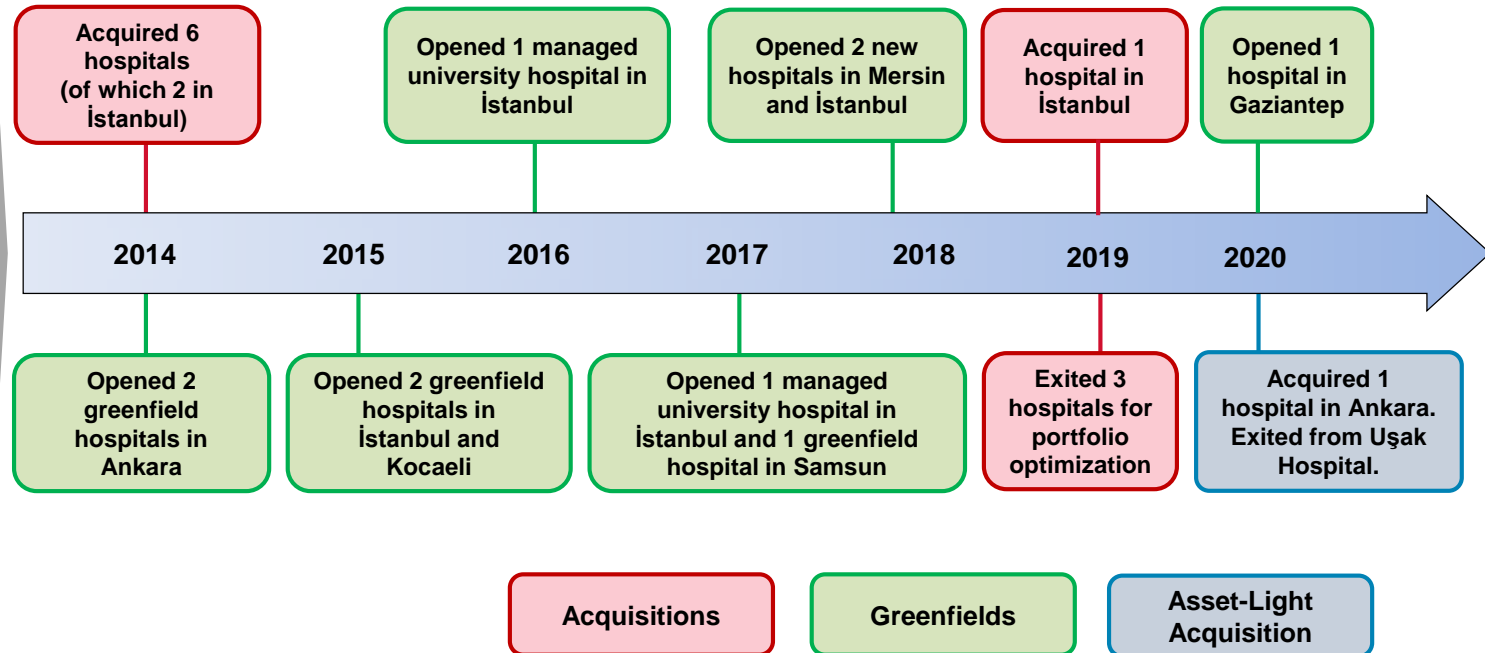 Acquired 6
hospitals
(of which 2 in
İstanbul)
Opened 1 managed
university hospital in
İstanbul
Opened 2 new
hospitals in Mersin
and İstanbul
Acquired 1
hospital in
İstanbul
Opened 1
hospital in
Gaziantep
2014
2015
2016
2017
2018
2019
2020
Opened 2
greenfield
hospitals in
Ankara
Opened 2 greenfield
hospitals in
İstanbul and
Kocaeli
Opened 1 managed
university hospital in
İstanbul and 1 greenfield
hospital in Samsun
Exited 3
hospitals for
portfolio
optimization
Acquired 1
hospital in Ankara.
Exited from Uşak
Hospital.
Acquisitions
Greenfields
Asset-Light
Acquisition